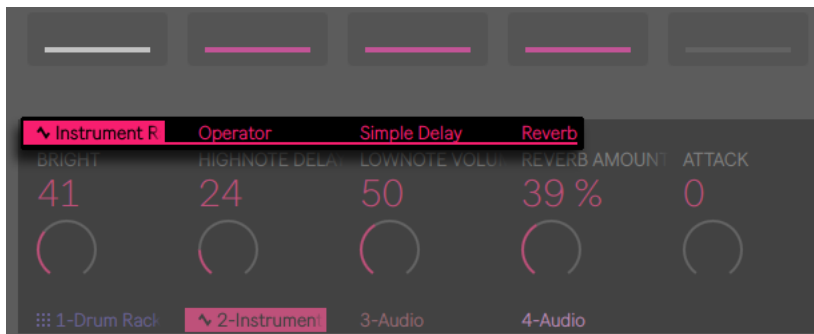 Instrument R Operator Simple Delay Reverb
BRIGHT HIGHNOTE DELA LOWNOTE VOLU REVERB AMOUNT ATTACK
41 24 50 39 % 0
1-Drum Rack 2-Instrument 3-Audio 4-Audio